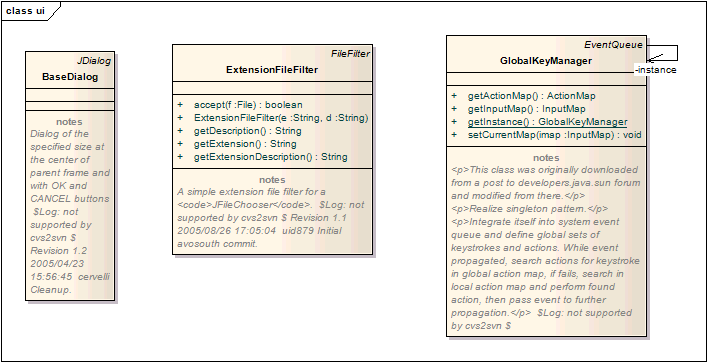 class ui
JDialog
BaseDialog
notes
Dialog of the
specified size at
the center of
parent frame and
with OK and
CANCEL buttons
$Log: not
supported by
cvs2svn $
Revision 1.2
2005/04/23
15:56:45 cervelli
Cleanup.
FileFilter
ExtensionFileFilter
+ accept(f :File) : boolean
+ ExtensionFileFilter(e :String, d :String)
+ getDescription() : String
+ getExtension() : String
+ getExtensionDescription() : String
notes
A simple extension file filter for a
<code>JFileChooser</code>. $Log: not
supported by cvs2svn $ Revision 1.1
2005/08/26 17:05:04 uid879 Initial
avosouth commit.
EventQueue
GlobalKeyManager
-instance
+ getActionMap() : ActionMap
+ getInputMap() : InputMap
+ getInstance() : GlobalKeyManager
+ setCurrentMap(imap :InputMap) : void
notes
<p>This class was originally downloaded
from a post to developers.java.sun forum
and modified from there.</p>
<p>Realize singleton pattern.</p>
<p>Integrate itself into system event
queue and define global sets of
keystrokes and actions. While event
propagated, search actions for keystroke
in global action map, if fails, search in
local action map and perform found
action, then pass event to further
propagation.</p> $Log: not supported
by cvs2svn $